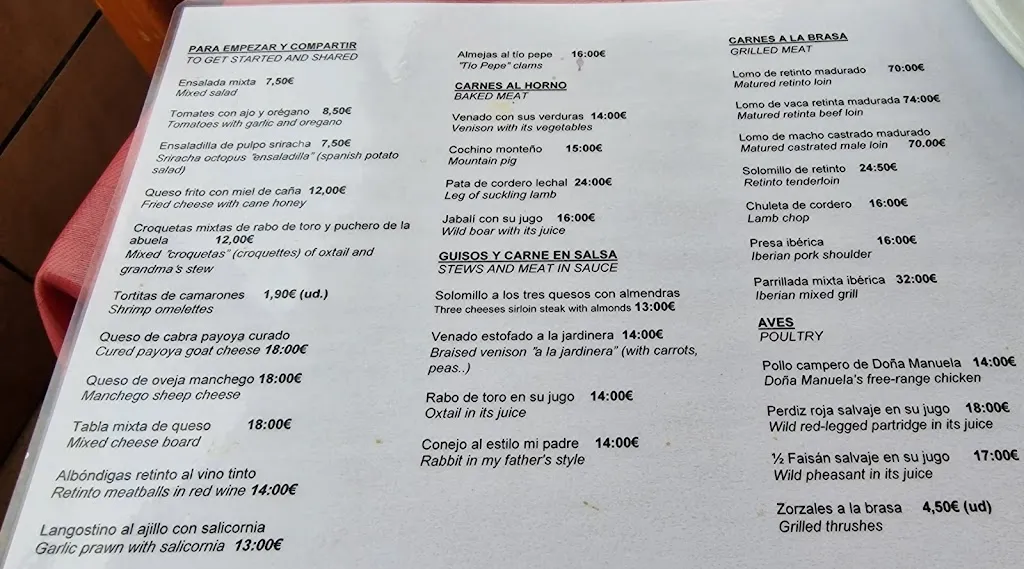 PARA EMPEZAR Y COMPARTIR
TO GET STARTED AND SHARED
Ensalada mixta 7,50€
Mixed salad
Tomates con ajo y orégano 8,50€
Tomatoes with garlic and oregano
Ensaladilla de pulpo sriracha 7,50€
Sriracha octopus "ensaladilla" (spanish potato
salad)
Queso frito con miel de caña 12,00€
Fried cheese with cane honey
Croquetas mixtas de rabo de toro y puchero de la
abuela 12,00€
Mixed "croquetas" (croquettes) of oxtail and
grandma's stew
Tortitas de camarones 1,90€ (ud.)
Shrimp omelettes
Queso de cabra payoya curado
Cured payoya goat cheese 18:00€
Queso de oveja manchego 18:00€
Manchego sheep cheese
Tabla mixta de queso 18:00€
Mixed cheese board
Albóndigas retinto al vino tinto
Retinto meatballs in red wine 14:00€
Langostino al ajillo con salicornia
Garlic prawn with salicornia 13:00€
Almejas al tío pepe 16:00€
"Tío Pepe" clams
CARNES AL HORNO
BAKED MEAT
Venado con sus verduras 14:00€
Venison with its vegetables
Cochino monteño 15:00€
Mountain pig
Pata de cordero lechal 24:00€
Leg of suckling lamb
Jabalí con su jugo 16:00€
Wild boar with its juice
GUISOS Y CARNE EN SALSA
STEWS AND MEAT IN SAUCE
Solomillo a los tres quesos con almendras
Three cheeses sirloin steak with almonds 13:00€
Venado estofado a la jardinera 14:00€
Braised venison "a la jardinera" (with carrots,
peas..)
Rabo de toro en su jugo 14:00€
Oxtail in its juice
Conejo al estilo mi padre 14:00€
Rabbit in my father's style
CARNES A LA BRASA
GRILLED MEAT
Lomo de retinto madurado 70:00€
Matured retinto loin
Lomo de vaca retinta madurada 74:00€
Matured retinta beef loin
Lomo de macho castrado madurado
Matured castrated male loin 70.00€
Solomillo de retinto 24:50€
Retinto tenderloin
Chuleta de cordero 16:00€
Lamb chop
Presa ibérica 16:00€
Iberian pork shoulder
Parrillada mixta ibérica 32:00€
Iberian mixed grill
AVES
POULTRY
Pollo campero de Doña Manuela 14:00€
Doña Manuela's free-range chicken
Perdiz roja salvaje en su jugo 18:00€
Wild red-legged partridge in its juice
½ Faisán salvaje en su jugo 17:00€
Wild pheasant in its juice
Zorzales a la brasa 4,50€ (ud)
Grilled thrushes